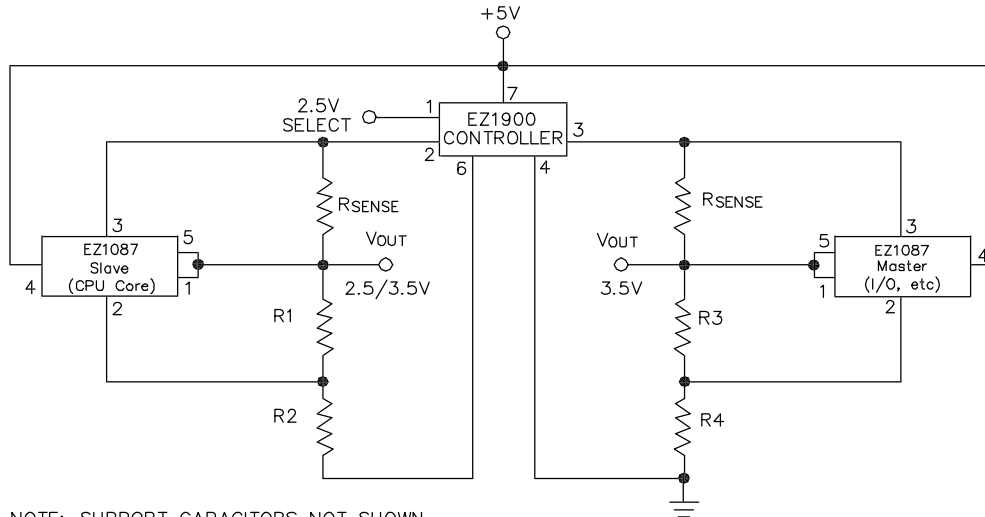 +5V
7
2.5V
SELECT
1
EZ1900
CONTROLLER
3
2
6
4
RSENSE
RSENSE
3
EZ1087
Slave
(CPU Core)
5
1
4
2
VOUT
2.5/3.5V
VOUT
3.5V
3
5
EZ1087
Master
(I/O, etc)
4
1
2
R1
R3
R2
R4
NOTE: SUPPORT CAPACITORS NOT SHOWN